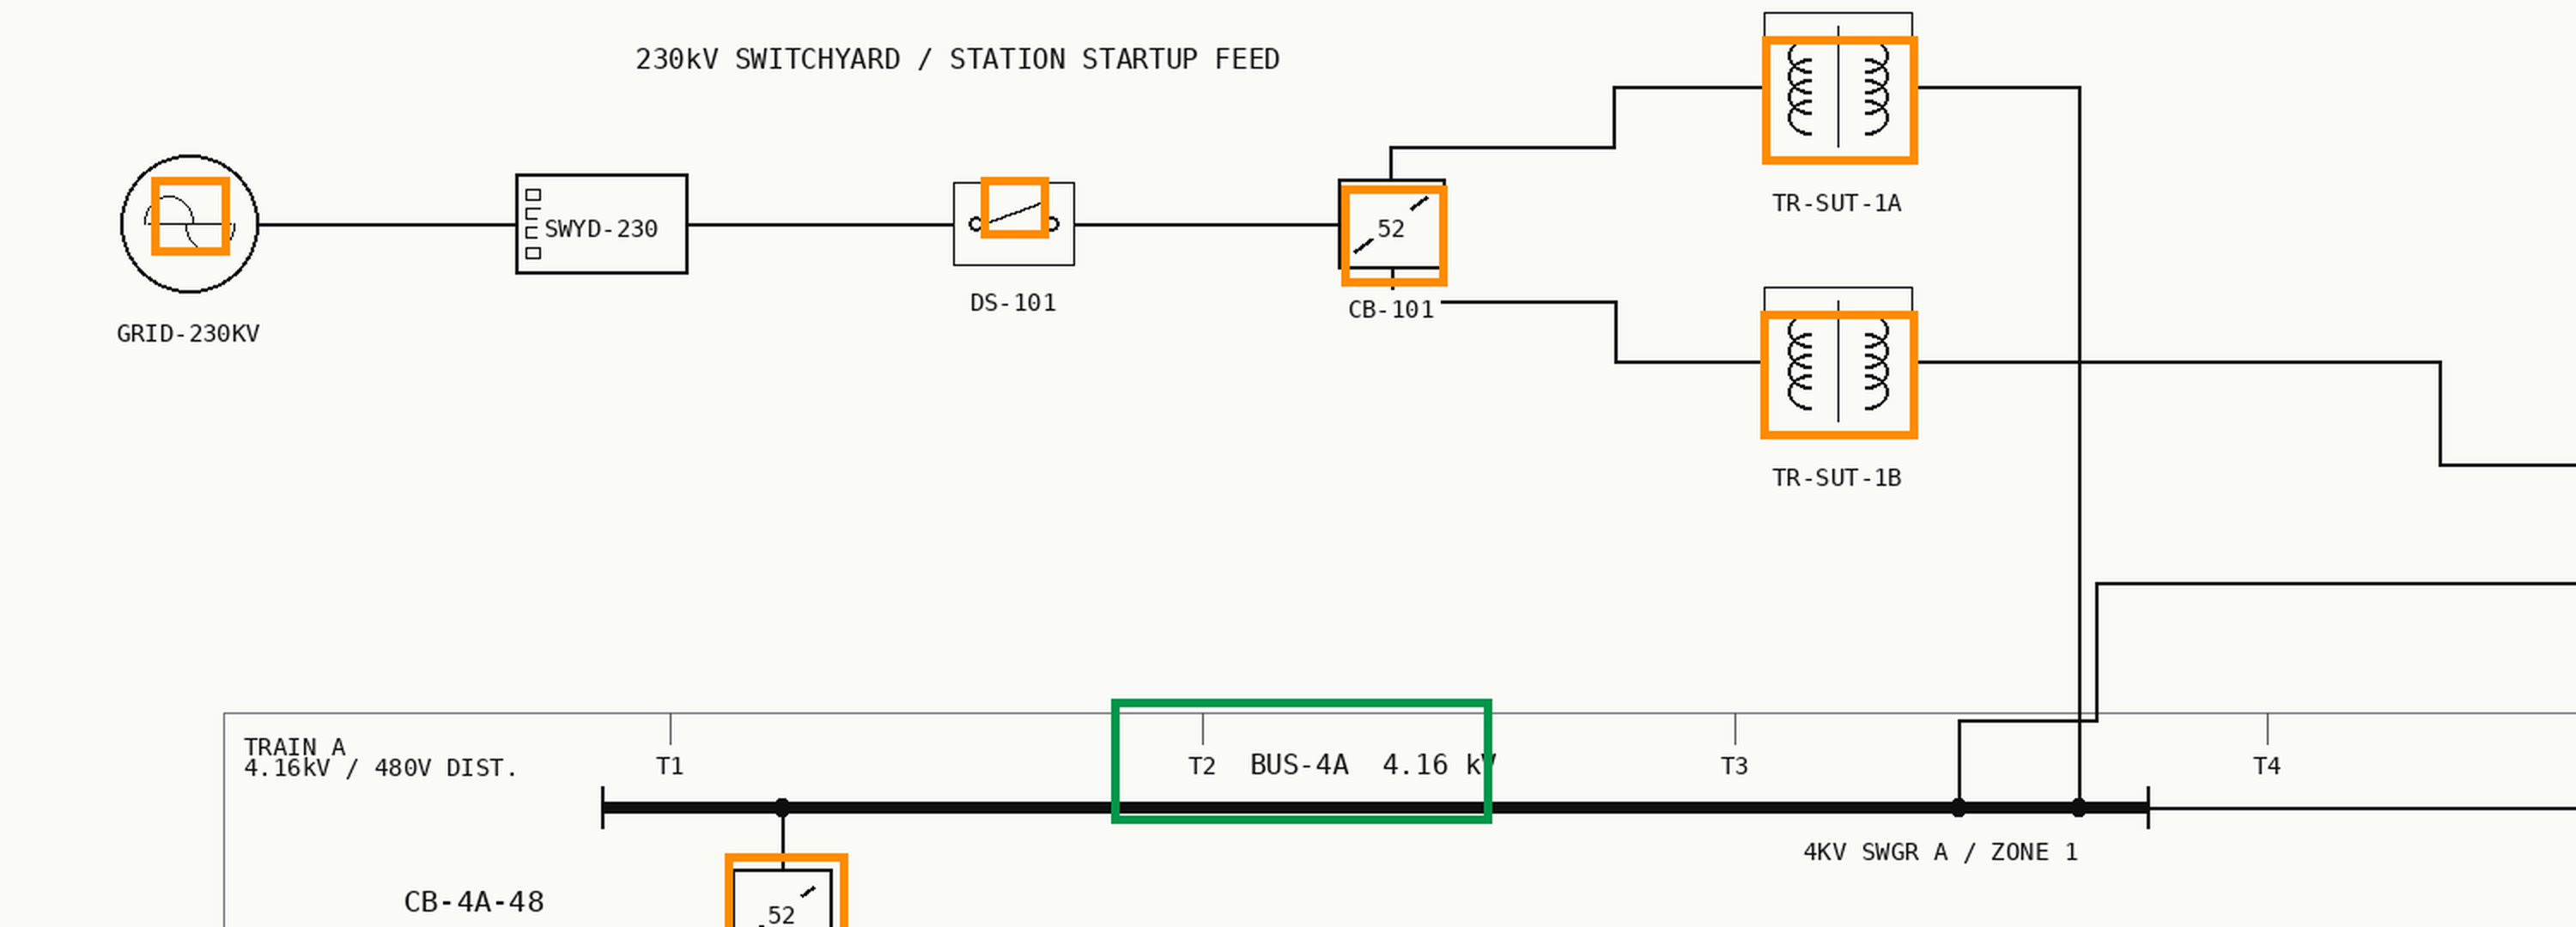 230kV SWITCHYARD / STATION STARTUP FEED
TR-SUT-1A
SWYD-230
52
DS-101
CB-101
GRID-230KV
TR-SUT-1B
TRAIN A
4.16kV / 480V DIST.
T1
T2
BUS-4A 4.16 kV
T3
T4
4KV SWGR A / ZONE 1
CB-4A-48
52